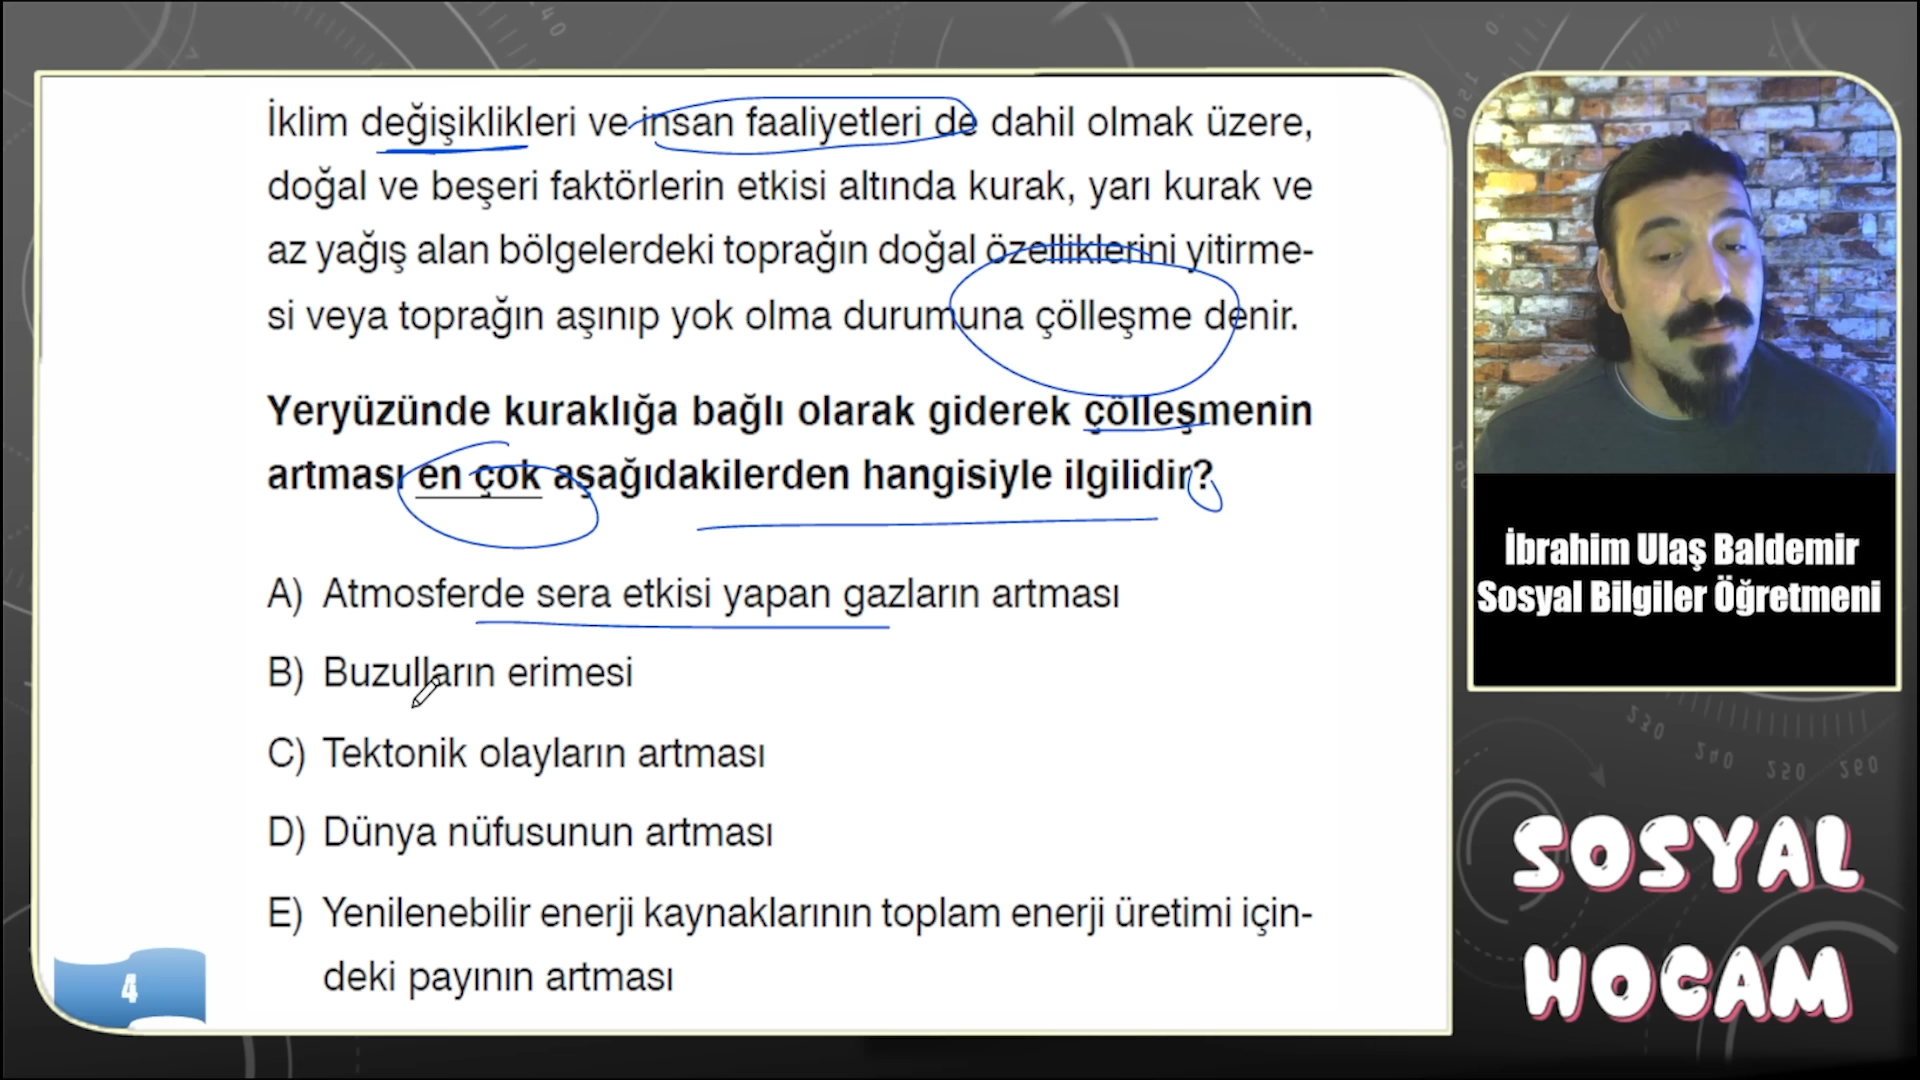 İklim değişiklikleri ve insan faaliyetleri de dahil olmak üzere,
doğal ve beşeri faktörlerin etkisi altında kurak, yarı kurak ve
az yağış alan bölgelerdeki toprağın doğal özelliklerini yitirme-
si veya toprağın aşınıp yok olma durumuna çölleşme denir.
Yeryüzünde kuraklığa bağlı olarak giderek çölleşmenin
artması en çok aşağıdakilerden hangisiyle ilgilidir?
A) Atmosferde sera etkisi yapan gazların artması
B) Buzulların erimesi
C) Tektonik olayların artması
D) Dünya nüfusunun artması
E) Yenilenebilir enerji kaynaklarının toplam enerji üretimi için-
deki payının artması
4
İbrahim Ulaş Baldemir
Sosyal Bilgiler Öğretmeni
230 240 250 260
SOSYAL
HOCAM